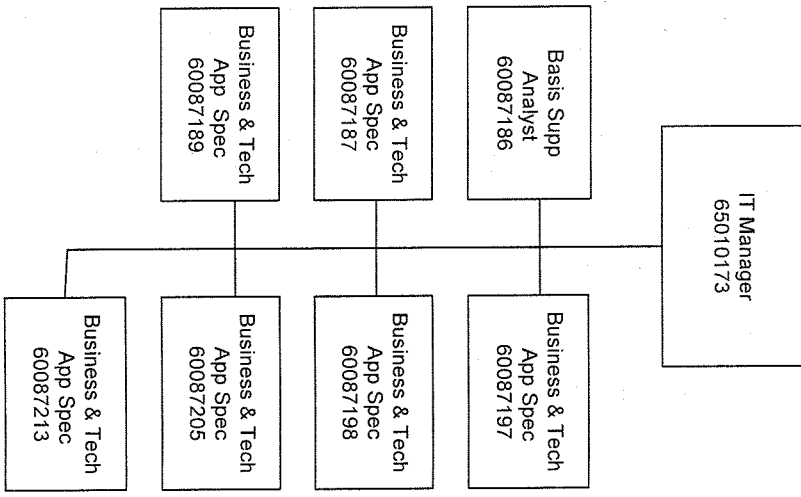 IT Manager
65010173
Basis Supp
Analyst
60087186
Business & Tech
App Spec
60087197
Business & Tech
App Spec
60087187
Business & Tech
App Spec
60087198
Business & Tech
App Spec
60087189
Business & Tech
App Spec
60087205
Business & Tech
App Spec
60087213